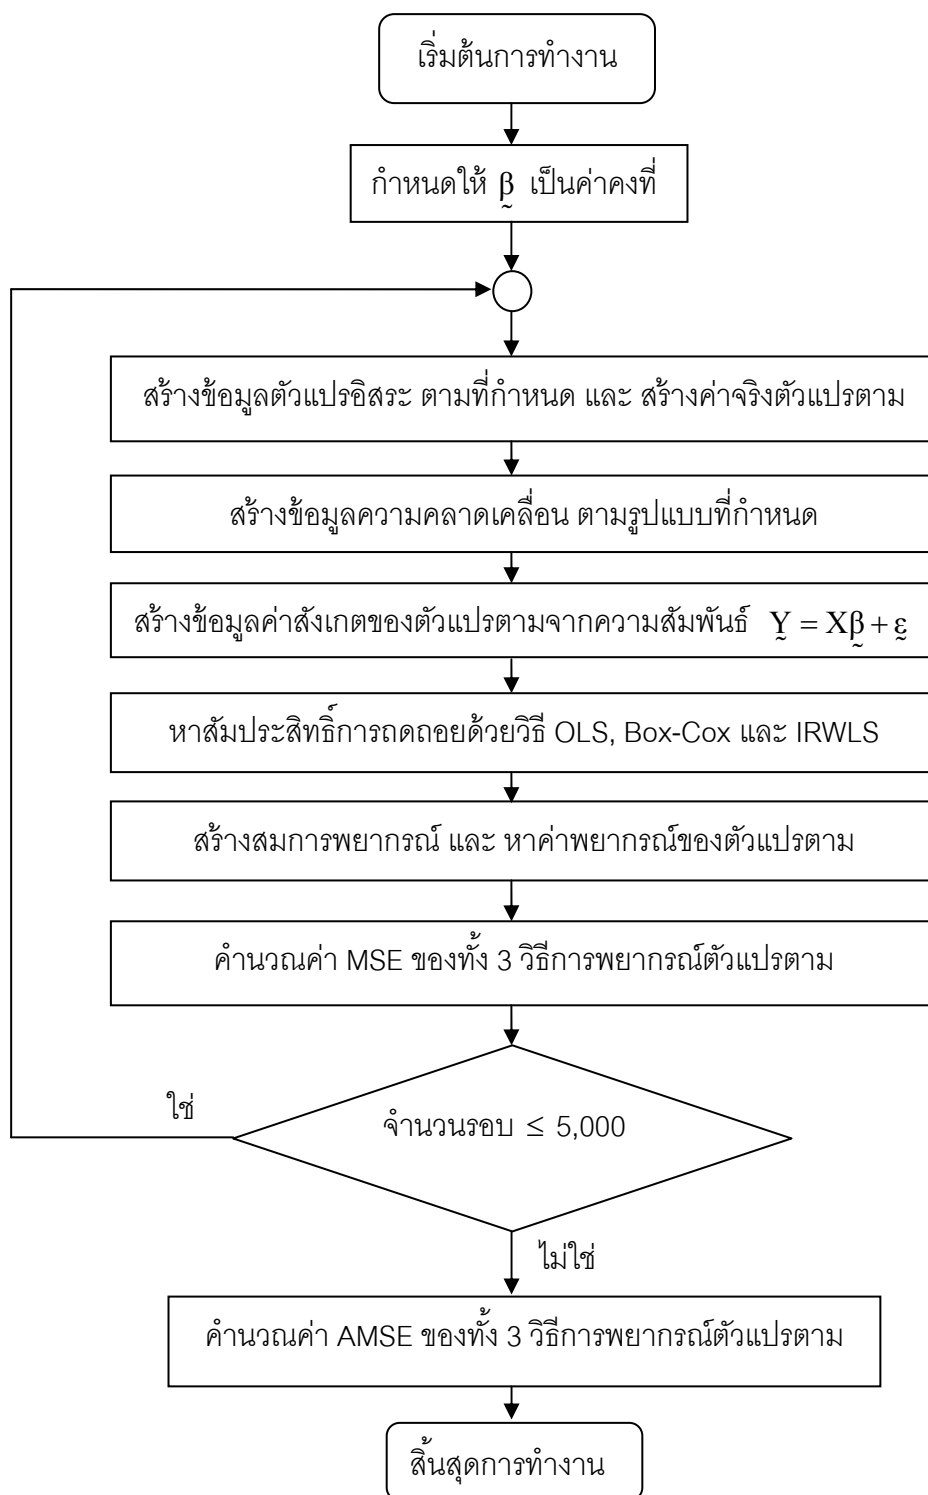 เริ่มต้นการทำงาน
กำหนดให้ β̰ เป็นค่าคงที่
สร้างข้อมูลตัวแปรอิสระ ตามที่กำหนด และ สร้างค่าจริงตัวแปรตาม
สร้างข้อมูลความคลาดเคลื่อน ตามรูปแบบที่กำหนด
สร้างข้อมูลค่าสังเกตของตัวแปรตามจากความสัมพันธ์ Y̰ = Xβ̰ + ε̰
หาสัมประสิทธิ์การถดถอยด้วยวิธี OLS, Box-Cox และ IRWLS
สร้างสมการพยากรณ์ และ หาค่าพยากรณ์ของตัวแปรตาม
คำนวณค่า MSE ของทั้ง 3 วิธีการพยากรณ์ตัวแปรตาม
ใช่
จำนวนรอบ ≤ 5,000
ไม่ใช่
คำนวณค่า AMSE ของทั้ง 3 วิธีการพยากรณ์ตัวแปรตาม
สิ้นสุดการทำงาน